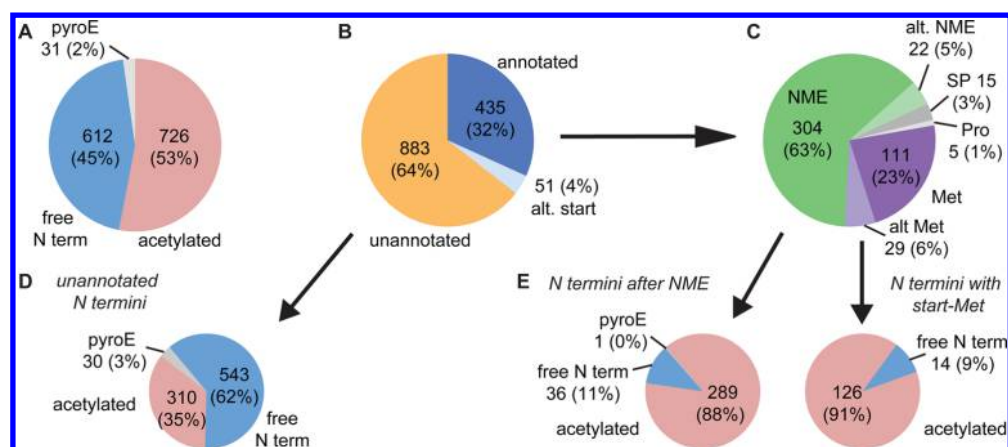 A
pyroE
31 (2%)
612
(45%)
726
(53%)
free
N term
acetylated
B
annotated
435
(32%)
883
(64%)
51 (4%)
alt. start
unannotated
C
alt. NME
22 (5%)
SP 15
(3%)
Pro
5 (1%)
NME
304
(63%)
111
(23%)
Met
alt Met
29 (6%)
D
unannotated
N termini
pyroE
30 (3%)
543
(62%)
acetylated
310
(35%)
free
N term
E
N termini after NME
pyroE
1 (0%)
free N term
36 (11%)
289
(88%)
acetylated
N termini with
start-Met
free N term
14 (9%)
126
(91%)
acetylated